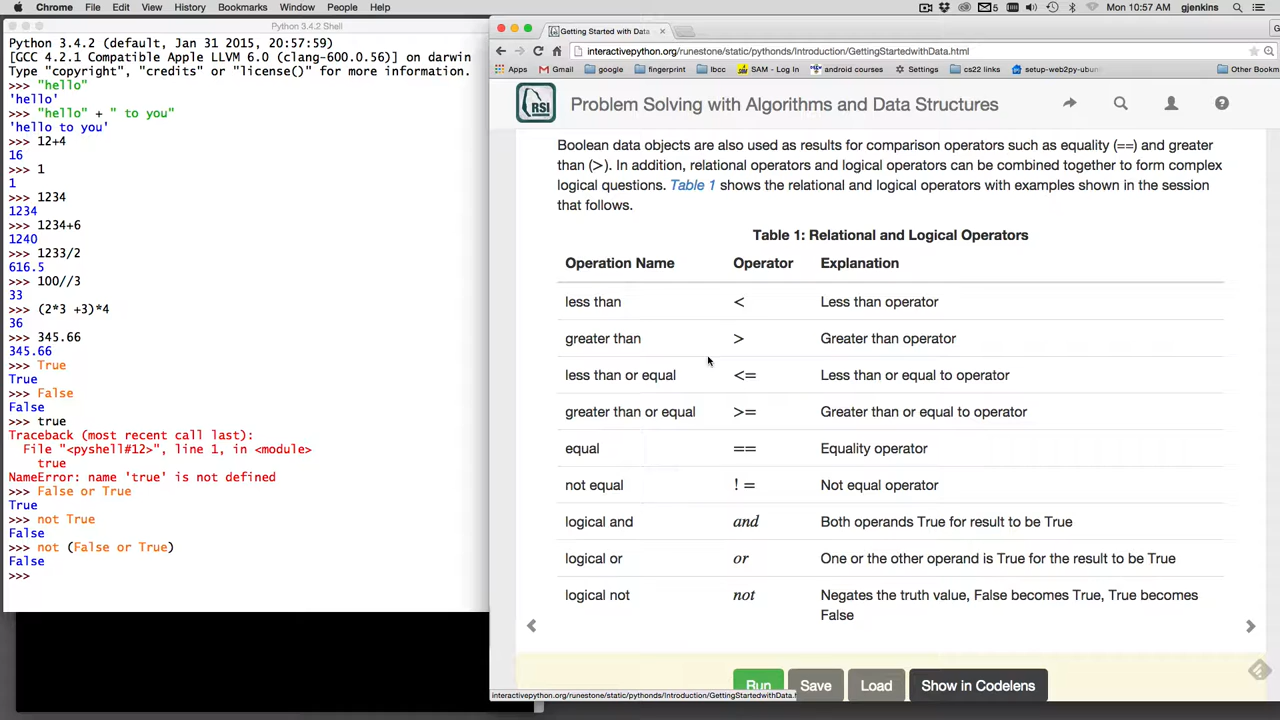 Chrome File Edit View History Bookmarks Window People Help 5 Mon 10:57 AM gjenkins
Python 3.4.2 Shell
Python 3.4.2 (default, Jan 31 2015, 20:57:59)
[GCC 4.2.1 Compatible Apple LLVM 6.0 (clang-600.0.56)] on darwin
Type "copyright", "credits" or "license()" for more information.
>>> "hello"
'hello'
>>> "hello" + " to you"
'hello to you'
>>> 12+4
16
>>> 1
1
>>> 1234
1234
>>> 1234+6
1240
>>> 1233/2
616.5
>>> 100//3
33
>>> (2*3 +3)*4
36
>>> 345.66
345.66
>>> True
True
>>> False
False
>>> true
Traceback (most recent call last):
File "<pyshell#12>", line 1, in <module>
true
NameError: name 'true' is not defined
>>> False or True
True
>>> not True
False
>>> not (False or True)
False
>>>
Getting Started with Data
interactivepython.org/runestone/static/pythonds/Introduction/GettingStartedwithData.html
Apps Gmail google fingerprint lbcc SAM - Log In android courses Settings cs22 links setup-web2py-ubun Other Bookm
RSI Problem Solving with Algorithms and Data Structures
Boolean data objects are also used as results for comparison operators such as equality (==) and greater
than (>). In addition, relational operators and logical operators can be combined together to form complex
logical questions. Table 1 shows the relational and logical operators with examples shown in the session
that follows.
Table 1: Relational and Logical Operators
Operation Name Operator Explanation
less than < Less than operator
greater than > Greater than operator
less than or equal <= Less than or equal to operator
greater than or equal >= Greater than or equal to operator
equal == Equality operator
not equal ! = Not equal operator
logical and and Both operands True for result to be True
logical or or One or the other operand is True for the result to be True
logical not not Negates the truth value, False becomes True, True becomes
False
Run Save Load Show in Codelens
interactivepython.org/runestone/static/pythonds/Introduction/GettingStartedwithData.h